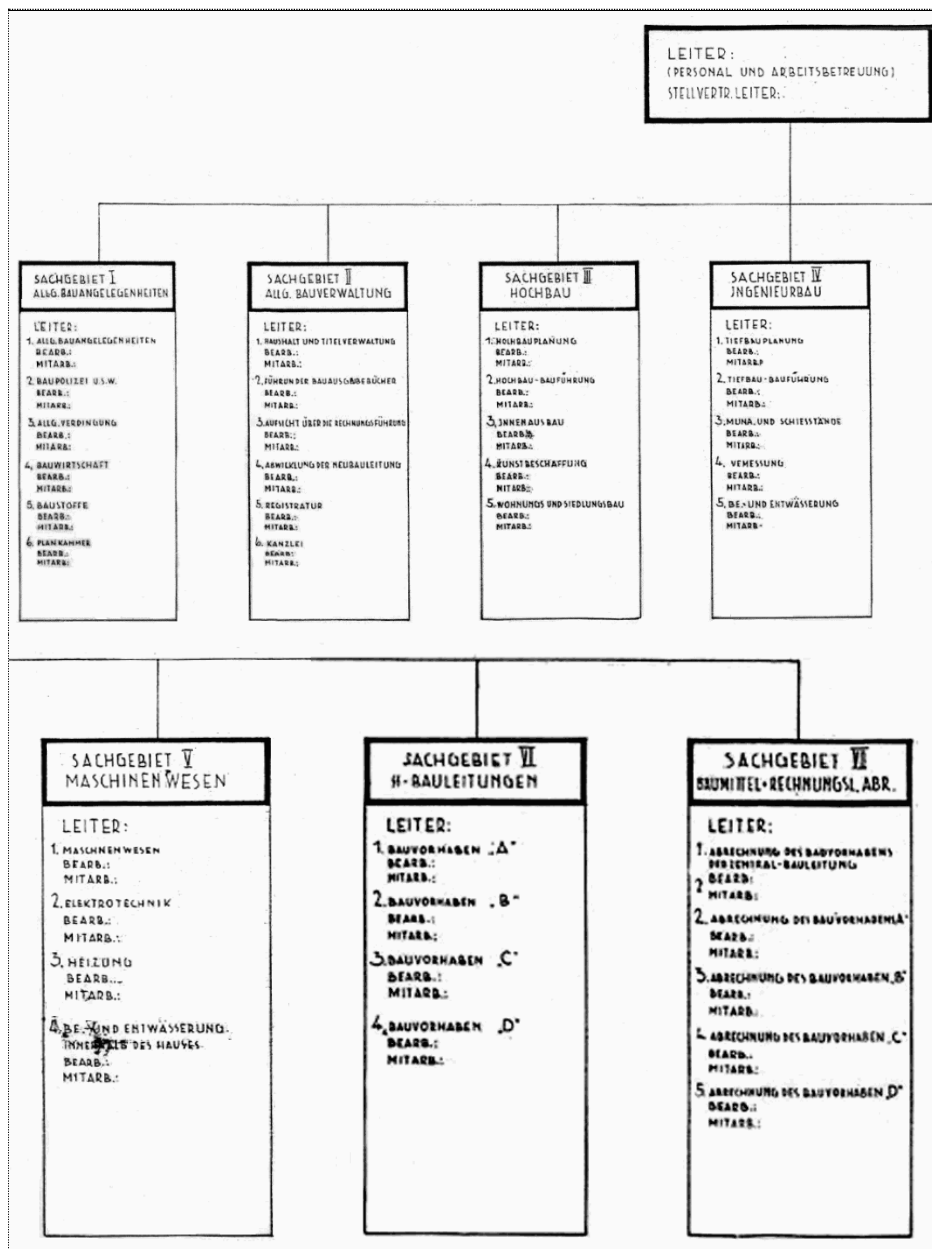 LEITER:
(PERSONAL UND ARBEITSBETREUUNG)
STELLVERTR. LEITER:
SACHGEBIET I
ALLG. BAUANGELEGENHEITEN
LEITER:
1. ALLG. BAUANGELEGENHEITEN
BEARB.:
MITARB.:
2. BAUPOLIZEI U.S.W.
BEARB.:
MITARB.:
3. ALLG. VERDINGUNG
BEARB.:
MITARB.:
4. BAUWIRTSCHAFT
BEARB.:
MITARB.:
5. BAUSTOFFE
BEARB.:
MITARB.:
6. PLANKAMMER
BEARB.:
MITARB.:
SACHGEBIET II
ALLG. BAUVERWALTUNG
LEITER:
1. HAUSHALT UND TITELVERWALTUNG
BEARB.:
MITARB.:
2. FÜHRUN DER BAUAUSGABEBÜCHER
BEARB.:
MITARB.:
3. AUFSICHT ÜBER DIE RECHNUNGSFÜHRUNG
BEARB.:
MITARB.:
4. ABWICKLUNG DER NEUBAULEITUNG
BEARB.:
MITARB.:
5. REGISTRATUR
BEARB.:
MITARB.:
6. KANZLEI
BEARB.:
MITARB.:
SACHGEBIET III
HOCHBAU
LEITER:
1. HOCHBAUPLANUNG
BEARB.:
MITARB.:
2. HOCHBAU-BAUFÜHRUNG
BEARB.:
MITARB.:
3. INNENAUSBAU
BEARB.:
MITARB.:
4. KUNSTBESCHAFFUNG
BEARB.:
MITARB.:
5. WOHNUNGS UND SIEDLUNGSBAU
BEARB.:
MITARB.:
SACHGEBIET IV
INGENIEURBAU
LEITER:
1. TIEFBAUPLANUNG
BEARB.:
MITARB.
2. TIEFBAU-BAUFÜHRUNG
BEARB.:
MITARB.:
3. MUNA. UND SCHIESSTÄNDE
BEARB.:
MITARB.:
4. VEMESSUNG
BEARB.:
MITARB.:
5. BE.- UND ENTWÄSSERUNG
BEARB.:
MITARB.
SACHGEBIET V
MASCHINENWESEN
LEITER:
1. MASCHNENWESEN
BEARB.:
MITARB.:
2. ELEKTROTECHNIK
BEARB.:
MITARB.:
3. HEIZUNG
BEARB.:
MITARB.:
4. BE.- UND ENTWÄSSERUNG
INNERHALB DES HAUSES
BEARB.:
MITARB.:
SACHGEBIET VI
ᛋᛋ-BAULEITUNGEN
LEITER:
1. BAUVORHABEN „A"
BEARB.:
MITARB.:
2. BAUVORHABEN „B"
BEARB.:
MITARB.:
3. BAUVORHABEN „C"
BEARB.:
MITARB.:
4. BAUVORHABEN „D"
BEARB.:
MITARB.:
SACHGEBIET VII
BAUMITTEL-RECHNUNGSL. ABR.
LEITER:
1. ABRECHNUNG DES BAUVORHABENS
DER ZENTRAL-BAULEITUNG
BEARB:
2 MITARB.:
2. ABRECHNUNG DES BAUVORHABEN „A"
BEARB.:
MITARB.:
3. ABRECHNUNG DES BAUVORHABEN „B"
BEARB.:
MITARB.:
4. ABRECHNUNG DES BAUVORHABEN „C"
BEARB.:
MITARB.:
5. ABRECHNUNG DES BAUVORHABEN „D"
BEARB.:
MITARB.: